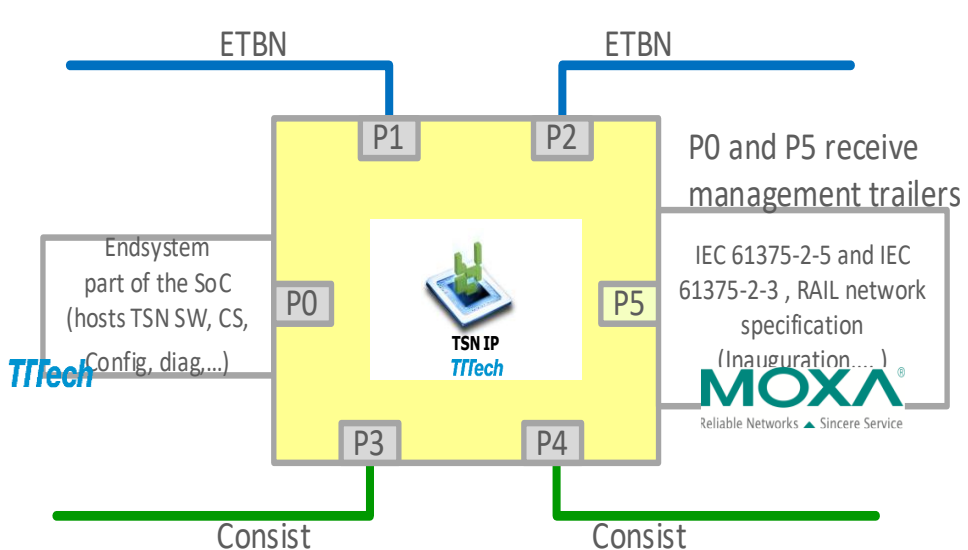 ETBN
ETBN
P1
P2
P0 and P5 receive
management trailers
Endsystem
part of the SoC
(hosts TSN SW, CS,
Config, diag,...)
TTTech
P0
TSN IP
TTTech
P5
IEC 61375-2-5 and IEC
61375-2-3 , RAIL network
specification
(Inauguration,... )
MOXA®
Reliable Networks ▲ Sincere Service
P3
P4
Consist
Consist